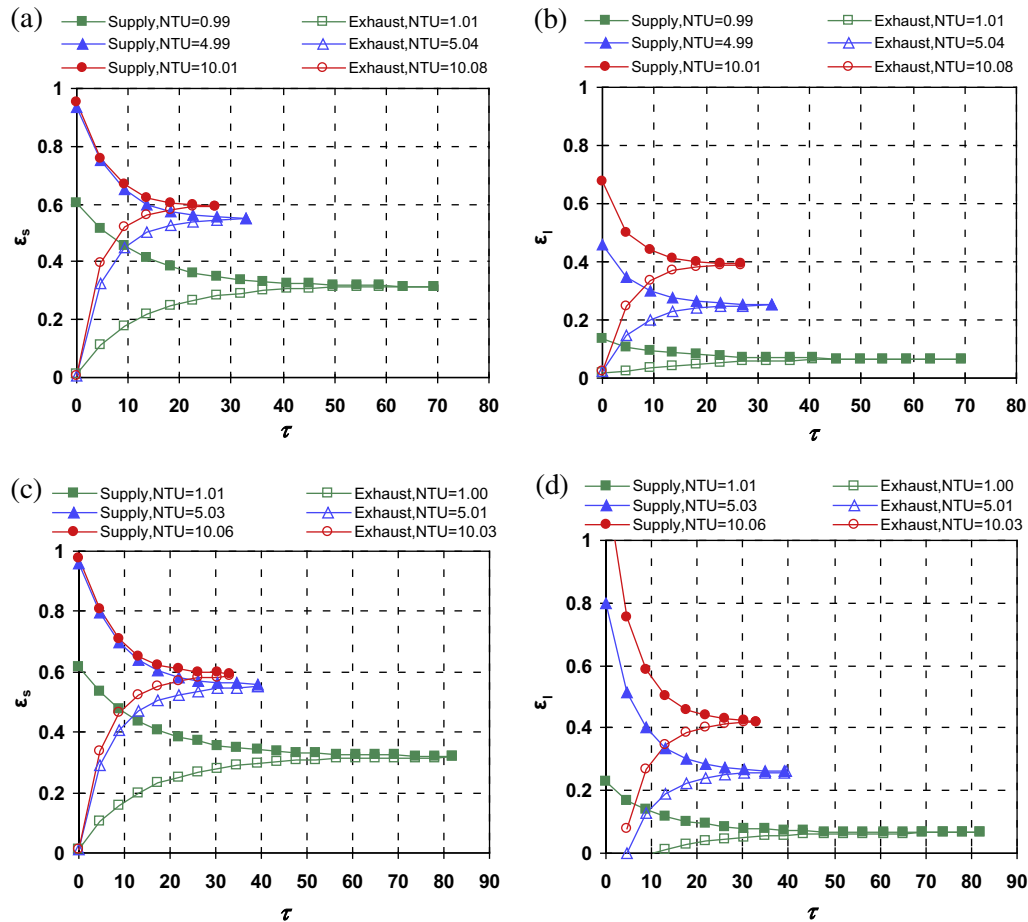 (a)
Supply,NTU=0.99 Exhaust,NTU=1.01
Supply,NTU=4.99 Exhaust,NTU=5.04
Supply,NTU=10.01 Exhaust,NTU=10.08
1
0.8
0.6
0.4
0.2
0
εs
0 10 20 30 40 50 60 70 80
τ
(b)
Supply,NTU=0.99 Exhaust,NTU=1.01
Supply,NTU=4.99 Exhaust,NTU=5.04
Supply,NTU=10.01 Exhaust,NTU=10.08
1
0.8
0.6
0.4
0.2
0
εl
0 10 20 30 40 50 60 70 80
τ
(c)
Supply,NTU=1.01 Exhaust,NTU=1.00
Supply,NTU=5.03 Exhaust,NTU=5.01
Supply,NTU=10.06 Exhaust,NTU=10.03
1
0.8
0.6
0.4
0.2
0
εs
0 10 20 30 40 50 60 70 80 90
τ
(d)
Supply,NTU=1.01 Exhaust,NTU=1.00
Supply,NTU=5.03 Exhaust,NTU=5.01
Supply,NTU=10.06 Exhaust,NTU=10.03
1
0.8
0.6
0.4
0.2
0
εl
0 10 20 30 40 50 60 70 80 90
τ